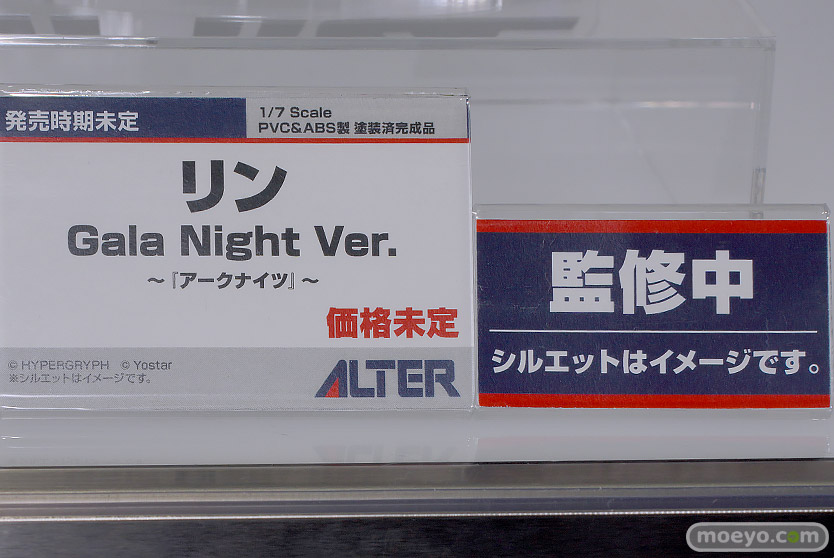 発売時期未定
1/7 Scale
PVC&ABS製 塗装済完成品
リン
Gala Night Ver.
～『アークナイツ』～
価格未定
© HYPERGRYPH © Yostar
※シルエットはイメージです。
ALTER
監修中
シルエットはイメージです。
moeyo.com